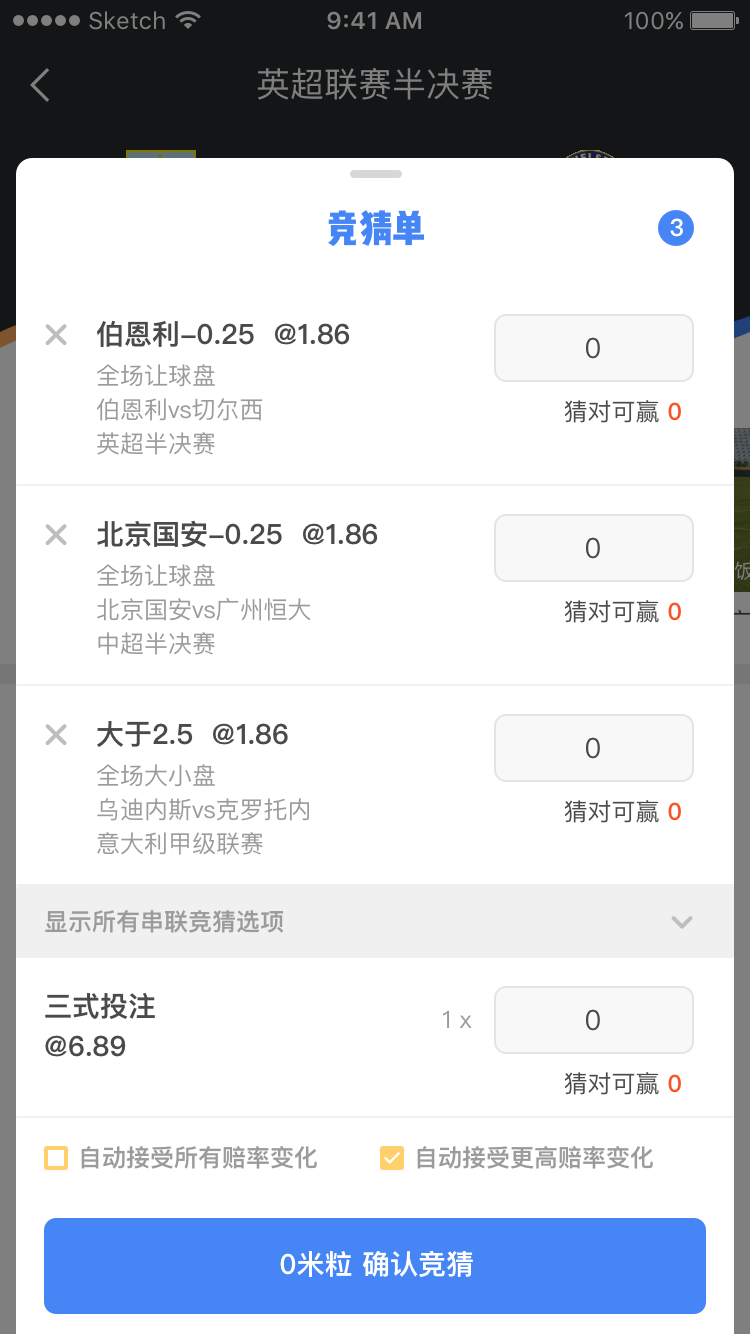 Sketch 9:41 AM 100%
英超联赛半决赛
竞猜单 3
伯恩利-0.25 @1.86 0
全场让球盘
伯恩利vs切尔西 猜对可赢 0
英超半决赛
北京国安-0.25 @1.86 0
全场让球盘
北京国安vs广州恒大 猜对可赢 0
中超半决赛
大于2.5 @1.86 0
全场大小盘
乌迪内斯vs克罗托内 猜对可赢 0
意大利甲级联赛
显示所有串联竞猜选项
三式投注 1 x 0
@6.89
猜对可赢 0
自动接受所有赔率变化 自动接受更高赔率变化
0米粒 确认竞猜